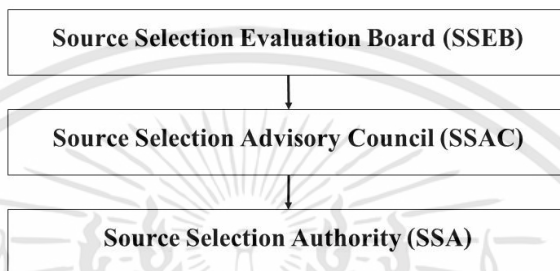 Source Selection Evaluation Board (SSEB)
Source Selection Advisory Council (SSAC)
Source Selection Authority (SSA)